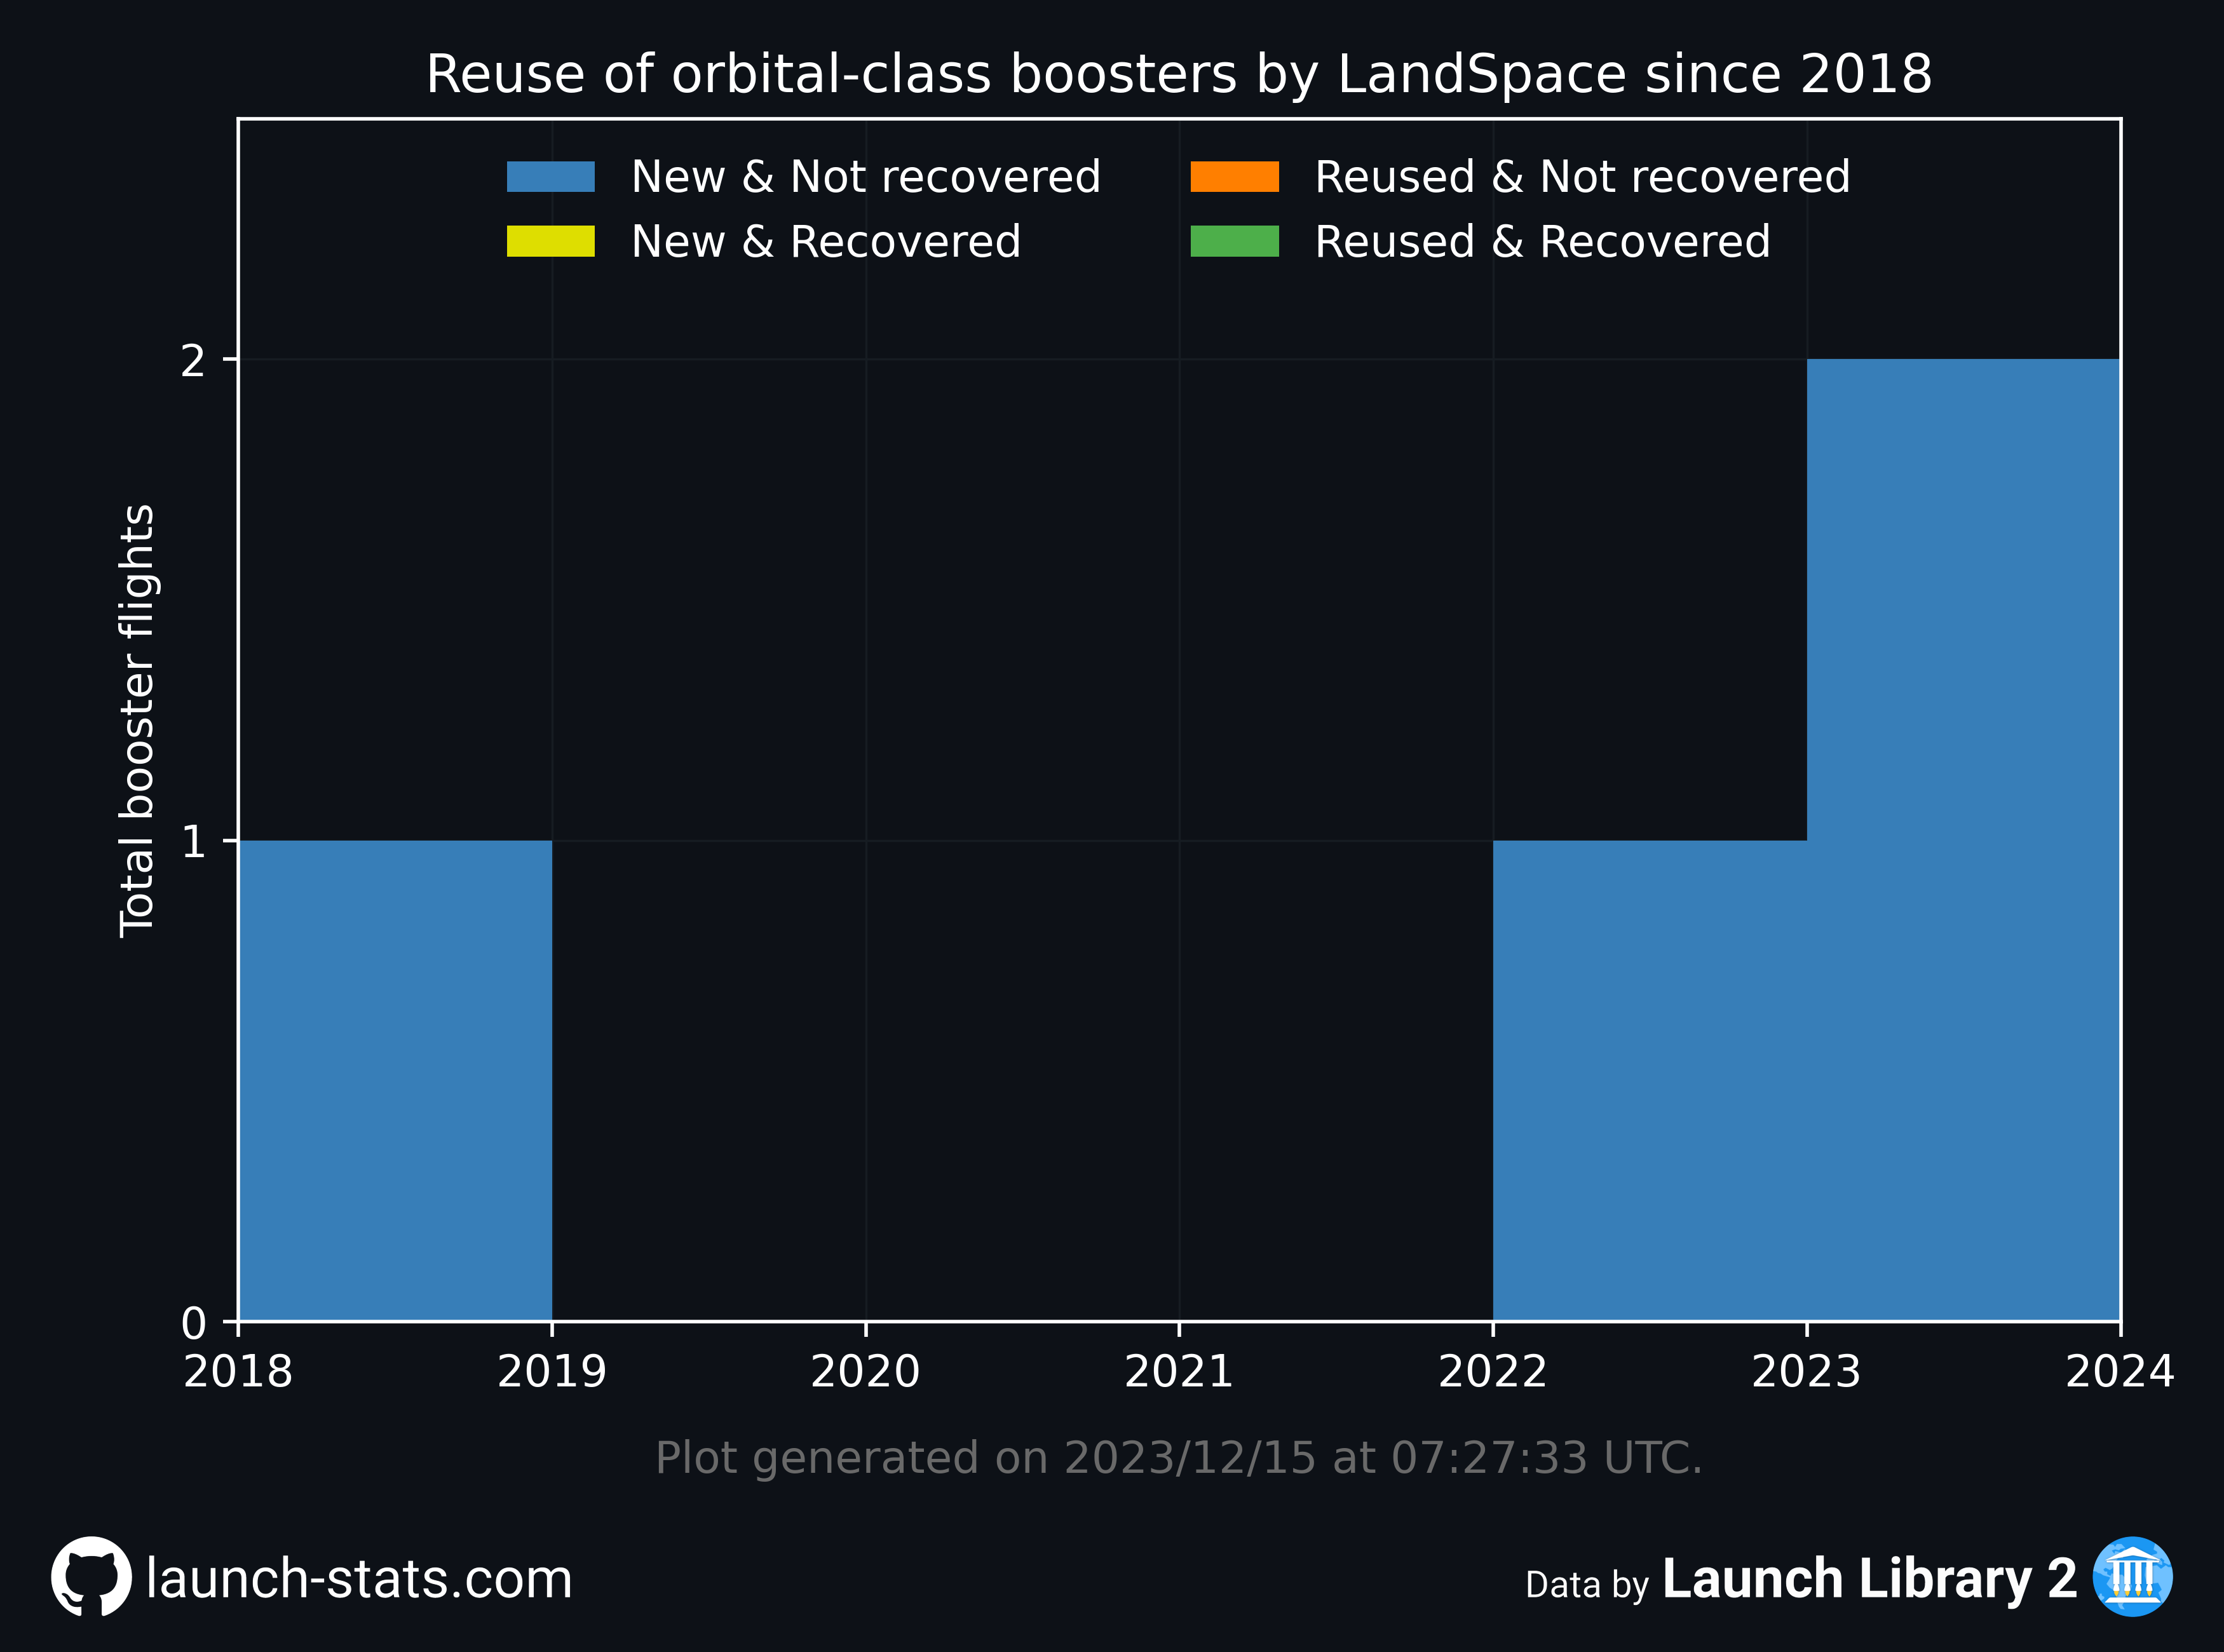 Reuse of orbital-class boosters by LandSpace since 2018
New & Not recovered
New & Recovered
Reused & Not recovered
Reused & Recovered
Total booster flights
2
1
0
2018 2019 2020 2021 2022 2023 2024
Plot generated on 2023/12/15 at 07:27:33 UTC.
launch-stats.com
Data by Launch Library 2